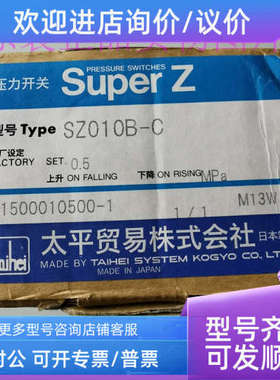 欢迎进店询价/议价
PRESSURE SWITCHES
压力开关 Super Z
型号 Type SZ010B-C
厂设定
FACTORY SET. 0.5
上昇 ON FALLING 下降 ON RISING MPa
1500010500-1 1/1 M13W
太平贸易株式会社 日本
Taihei MADE BY TAIHEI SYSTEM KOGYO CO. LT
MADE IN JAPAN
更多型号咨询店铺客服
对公 可开专票/普票
型号齐
可发顺